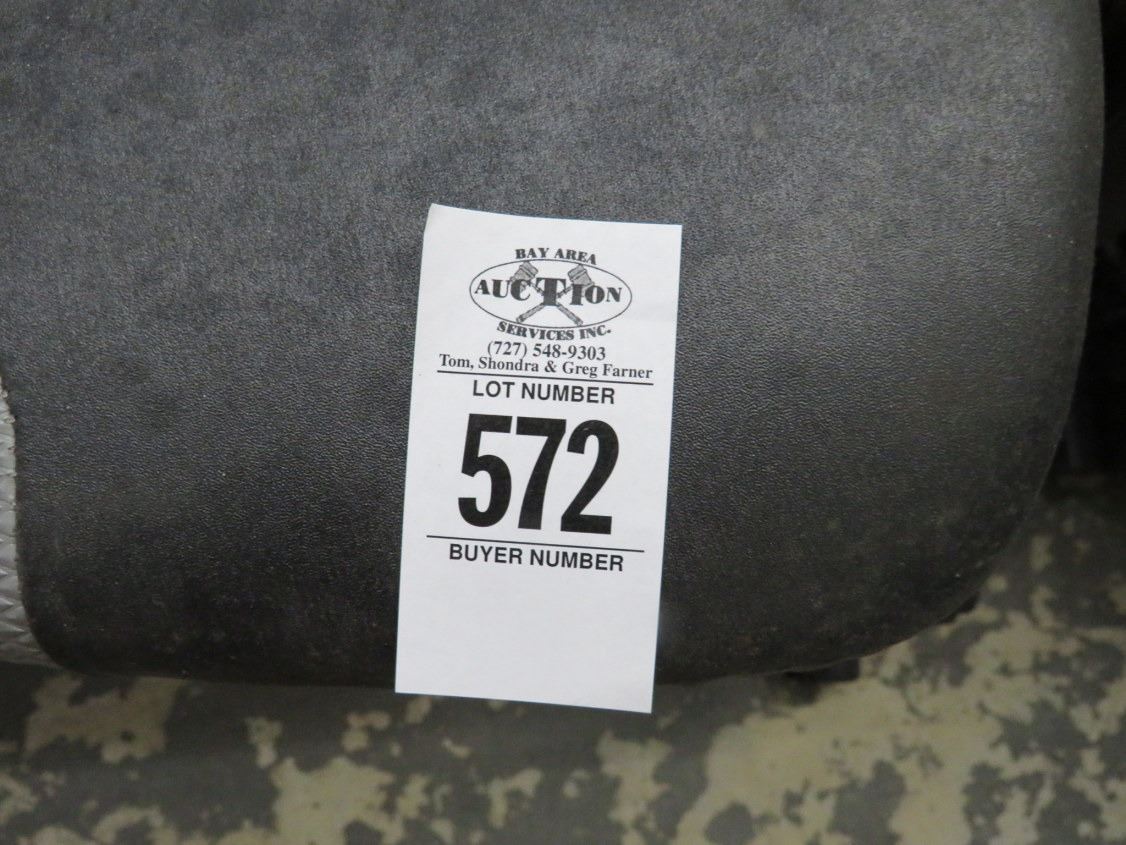 BAY AREA
AUCTION
SERVICES INC.
(727) 548-9303
Tom, Shondra & Greg Farner
LOT NUMBER
572
BUYER NUMBER